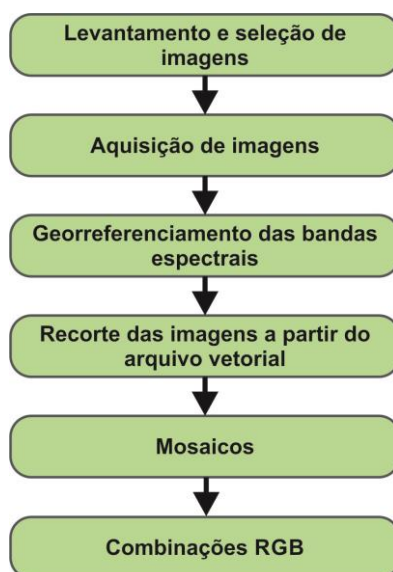 Levantamento e seleção de
imagens
Aquisição de imagens
Georreferenciamento das bandas
espectrais
Recorte das imagens a partir do
arquivo vetorial
Mosaicos
Combinações RGB